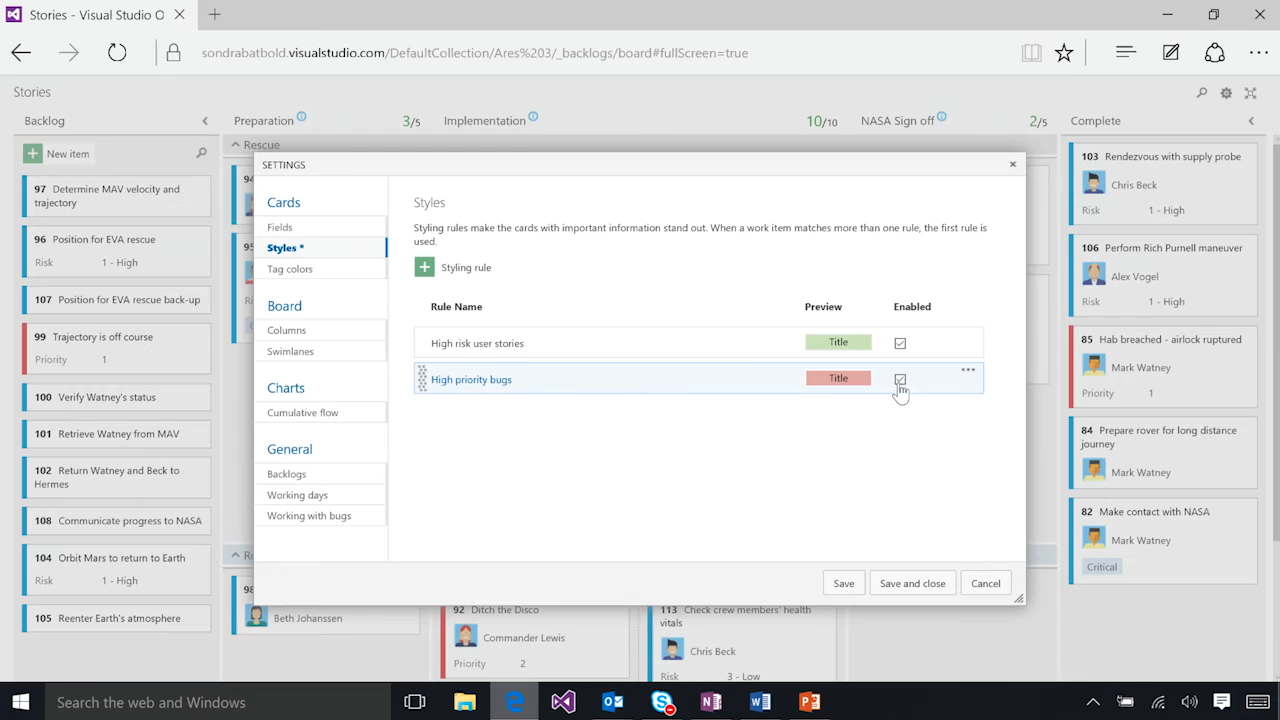 Stories - Visual Studio O
sondrabatbold.visualstudio.com/DefaultCollection/Ares%203/_backlogs/board#fullScreen=true
Stories
Backlog
Preparation
3/5
Implementation
10/10
NASA Sign off
2/5
Complete
New item
97 Determine MAV velocity and
trajectory
96 Position for EVA rescue
Risk 1 - High
107 Position for EVA rescue back-up
99 Trajectory is off course
Priority 1
100 Verify Watney's status
101 Retrieve Watney from MAV
102 Return Watney and Beck to
Hermes
108 Communicate progress to NASA
104 Orbit Mars to return to Earth
Risk 1 - High
105 Reenter Earth's atmosphere
Rescue
SETTINGS
Cards
Fields
Styles *
Tag colors
Board
Columns
Swimlanes
Charts
Cumulative flow
General
Backlogs
Working days
Working with bugs
Styles
Styling rules make the cards with important information stand out. When a work item matches more than one rule, the first rule is
used.
Styling rule
Rule Name Preview Enabled
High risk user stories Title
High priority bugs Title
Save
Save and close
Cancel
Beth Johanssen
92 Ditch the Disco
Commander Lewis
Priority 2
113 Check crew members' health
vitals
Chris Beck
Risk 3 - Low
103 Rendezvous with supply probe
Chris Beck
Risk 1 - High
106 Perform Rich Purnell maneuver
Alex Vogel
Risk 1 - High
85 Hab breached - airlock ruptured
Mark Watney
Priority 1
84 Prepare rover for long distance
journey
Mark Watney
82 Make contact with NASA
Mark Watney
Critical
Search the web and Windows